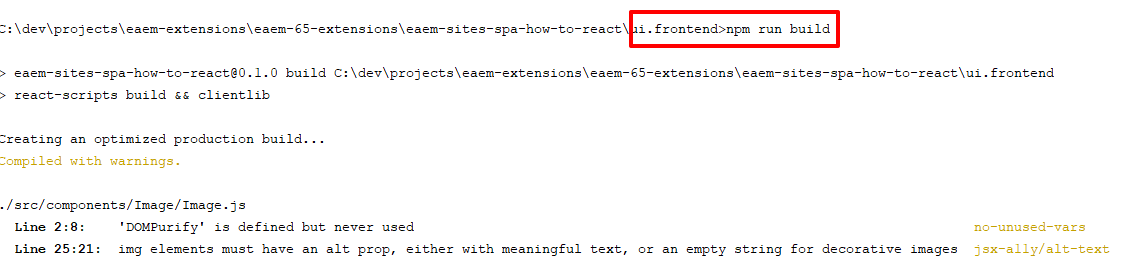 C:\dev\projects\eaem-extensions\eaem-65-extensions\eaem-sites-spa-how-to-react\ui.frontend>npm run build
> eaem-sites-spa-how-to-react@0.1.0 build C:\dev\projects\eaem-extensions\eaem-65-extensions\eaem-sites-spa-how-to-react\ui.frontend
> react-scripts build && clientlib
Creating an optimized production build...
Compiled with warnings.
./src/components/Image/Image.js
Line 2:8: 'DOMPurify' is defined but never used no-unused-vars
Line 25:21: img elements must have an alt prop, either with meaningful text, or an empty string for decorative images jsx-a11y/alt-text